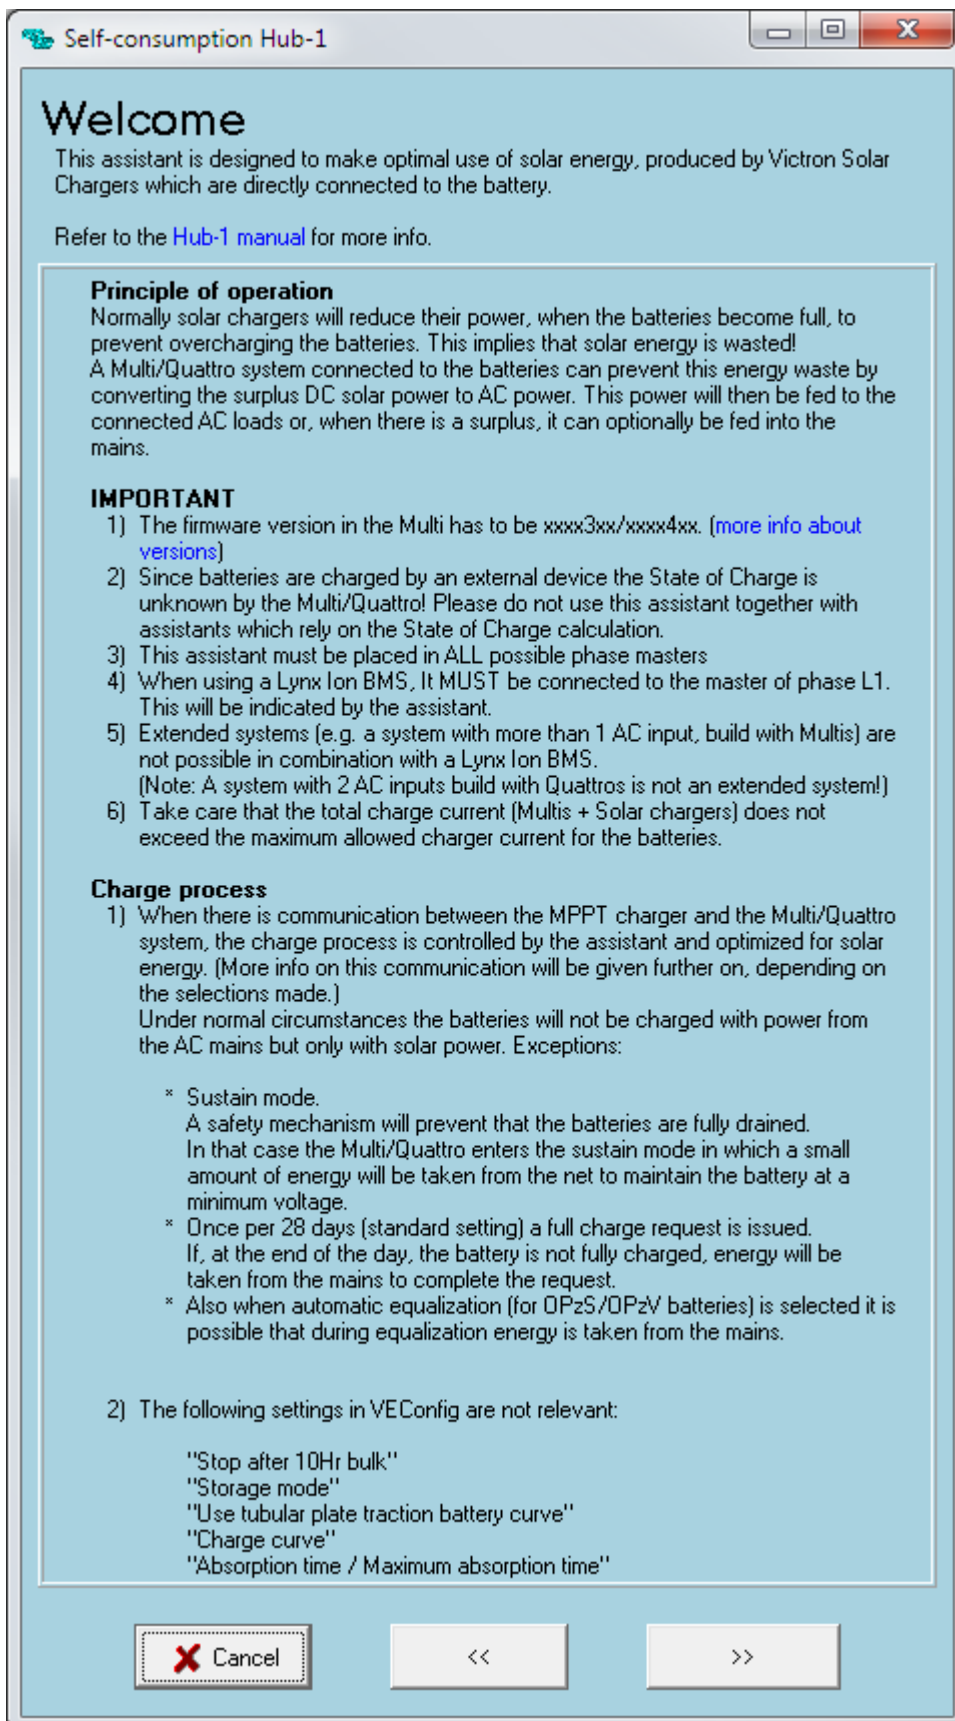 Self-consumption Hub-1
Welcome
This assistant is designed to make optimal use of solar energy, produced by Victron Solar
Chargers which are directly connected to the battery.
Refer to the Hub-1 manual for more info.
Principle of operation
Normally solar chargers will reduce their power, when the batteries become full, to
prevent overcharging the batteries. This implies that solar energy is wasted!
A Multi/Quattro system connected to the batteries can prevent this energy waste by
converting the surplus DC solar power to AC power. This power will then be fed to the
connected AC loads or, when there is a surplus, it can optionally be fed into the
mains.
IMPORTANT
1) The firmware version in the Multi has to be xxxx3xx/xxxx4xx. (more info about
versions)
2) Since batteries are charged by an external device the State of Charge is
unknown by the Multi/Quattro! Please do not use this assistant together with
assistants which rely on the State of Charge calculation.
3) This assistant must be placed in ALL possible phase masters
4) When using a Lynx Ion BMS, It MUST be connected to the master of phase L1.
This will be indicated by the assistant.
5) Extended systems (e.g. a system with more than 1 AC input, build with Multis) are
not possible in combination with a Lynx Ion BMS.
(Note: A system with 2 AC inputs build with Quattros is not an extended system!)
6) Take care that the total charge current (Multis + Solar chargers) does not
exceed the maximum allowed charger current for the batteries.
Charge process
1) When there is communication between the MPPT charger and the Multi/Quattro
system, the charge process is controlled by the assistant and optimized for solar
energy. (More info on this communication will be given further on, depending on
the selections made.)
Under normal circumstances the batteries will not be charged with power from
the AC mains but only with solar power. Exceptions:
* Sustain mode.
A safety mechanism will prevent that the batteries are fully drained.
In that case the Multi/Quattro enters the sustain mode in which a small
amount of energy will be taken from the net to maintain the battery at a
minimum voltage.
* Once per 28 days (standard setting) a full charge request is issued.
If, at the end of the day, the battery is not fully charged, energy will be
taken from the mains to complete the request.
* Also when automatic equalization (for OPzS/OPzV batteries) is selected it is
possible that during equalization energy is taken from the mains.
2) The following settings in VEConfig are not relevant:
"Stop after 10Hr bulk"
"Storage mode"
"Use tubular plate traction battery curve"
"Charge curve"
"Absorption time / Maximum absorption time"
Cancel
<<
>>